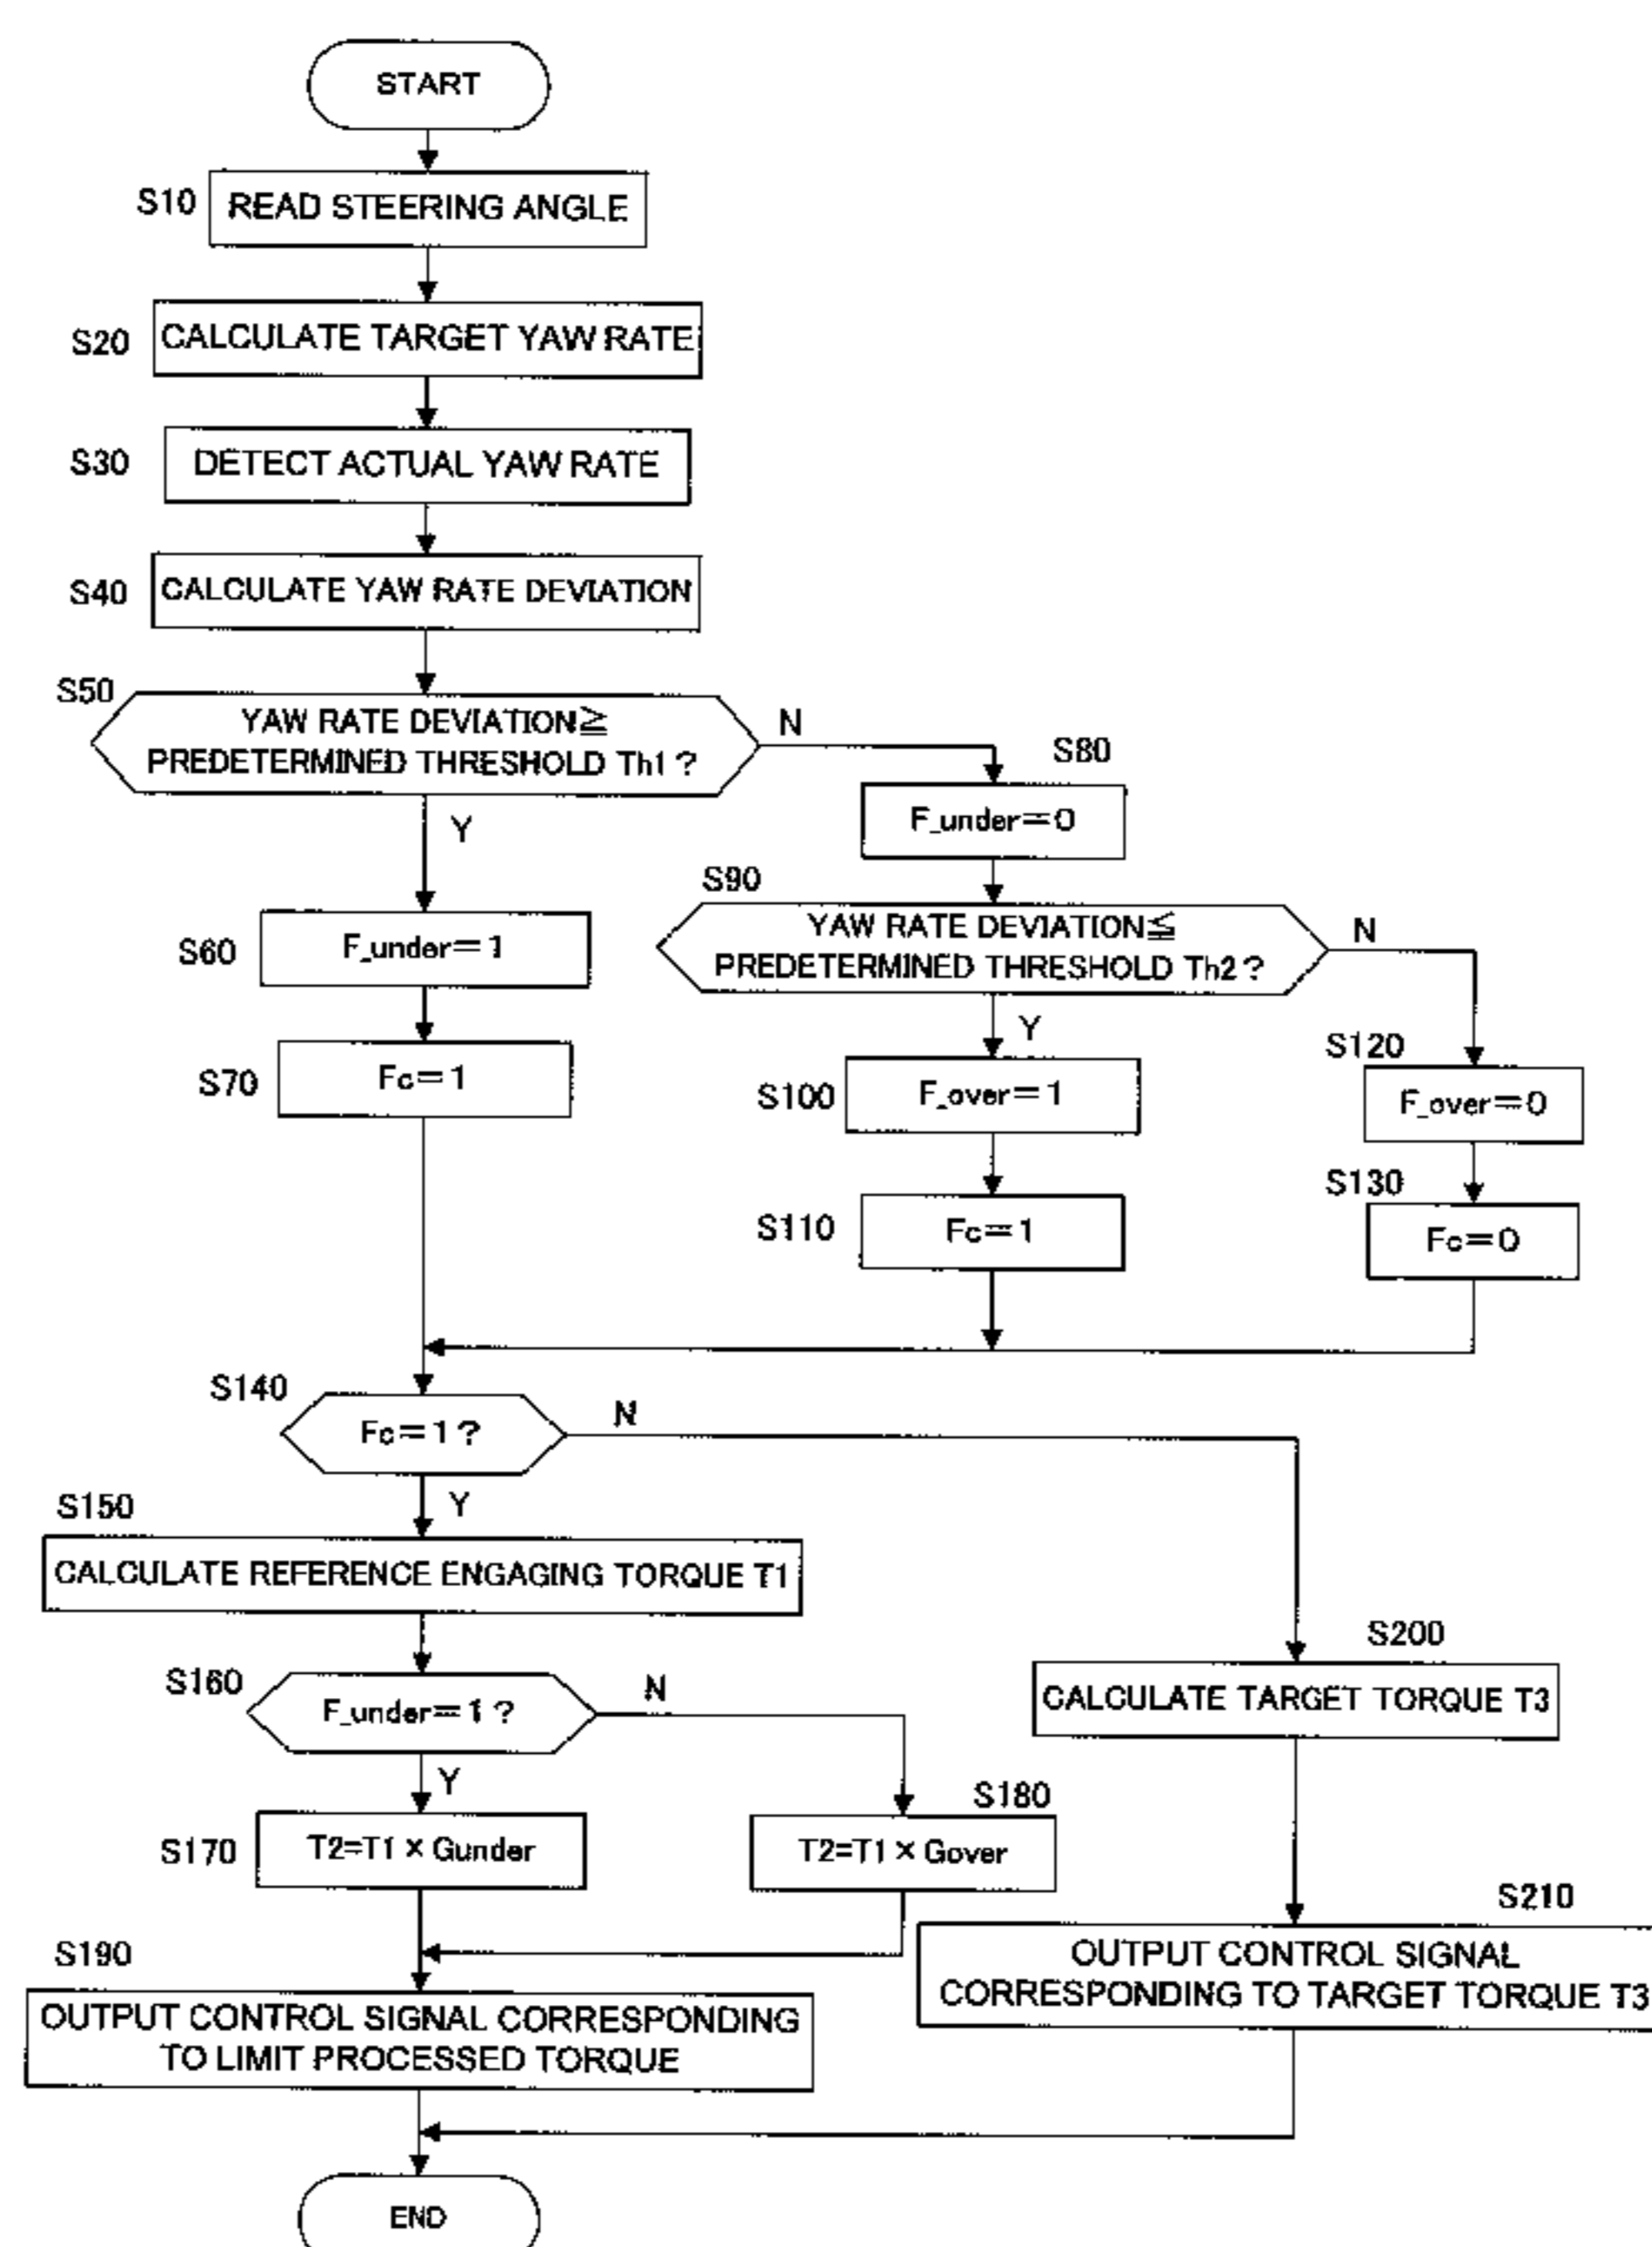 START
S10
READ STEERING ANGLE
S20
CALCULATE TARGET YAW RATE
S30
DETECT ACTUAL YAW RATE
S40
CALCULATE YAW RATE DEVIATION
S50
YAW RATE DEVIATION≧
PREDETERMINED THRESHOLD Th1 ?
N
Y
S80
F_under=0
S90
YAW RATE DEVIATION≦
PREDETERMINED THRESHOLD Th2 ?
N
Y
S60
F_under=1
S70
Fc=1
S100
F_over=1
S110
Fc=1
S120
F_over=0
S130
Fc=0
S140
Fc=1 ?
N
Y
S150
CALCULATE REFERENCE ENGAGING TORQUE T1
S160
F_under=1 ?
N
Y
S170
T2=T1 × Gunder
S180
T2=T1 × Gover
S190
OUTPUT CONTROL SIGNAL CORRESPONDING
TO LIMIT PROCESSED TORQUE
S200
CALCULATE TARGET TORQUE T3
S210
OUTPUT CONTROL SIGNAL
CORRESPONDING TO TARGET TORQUE T3
END